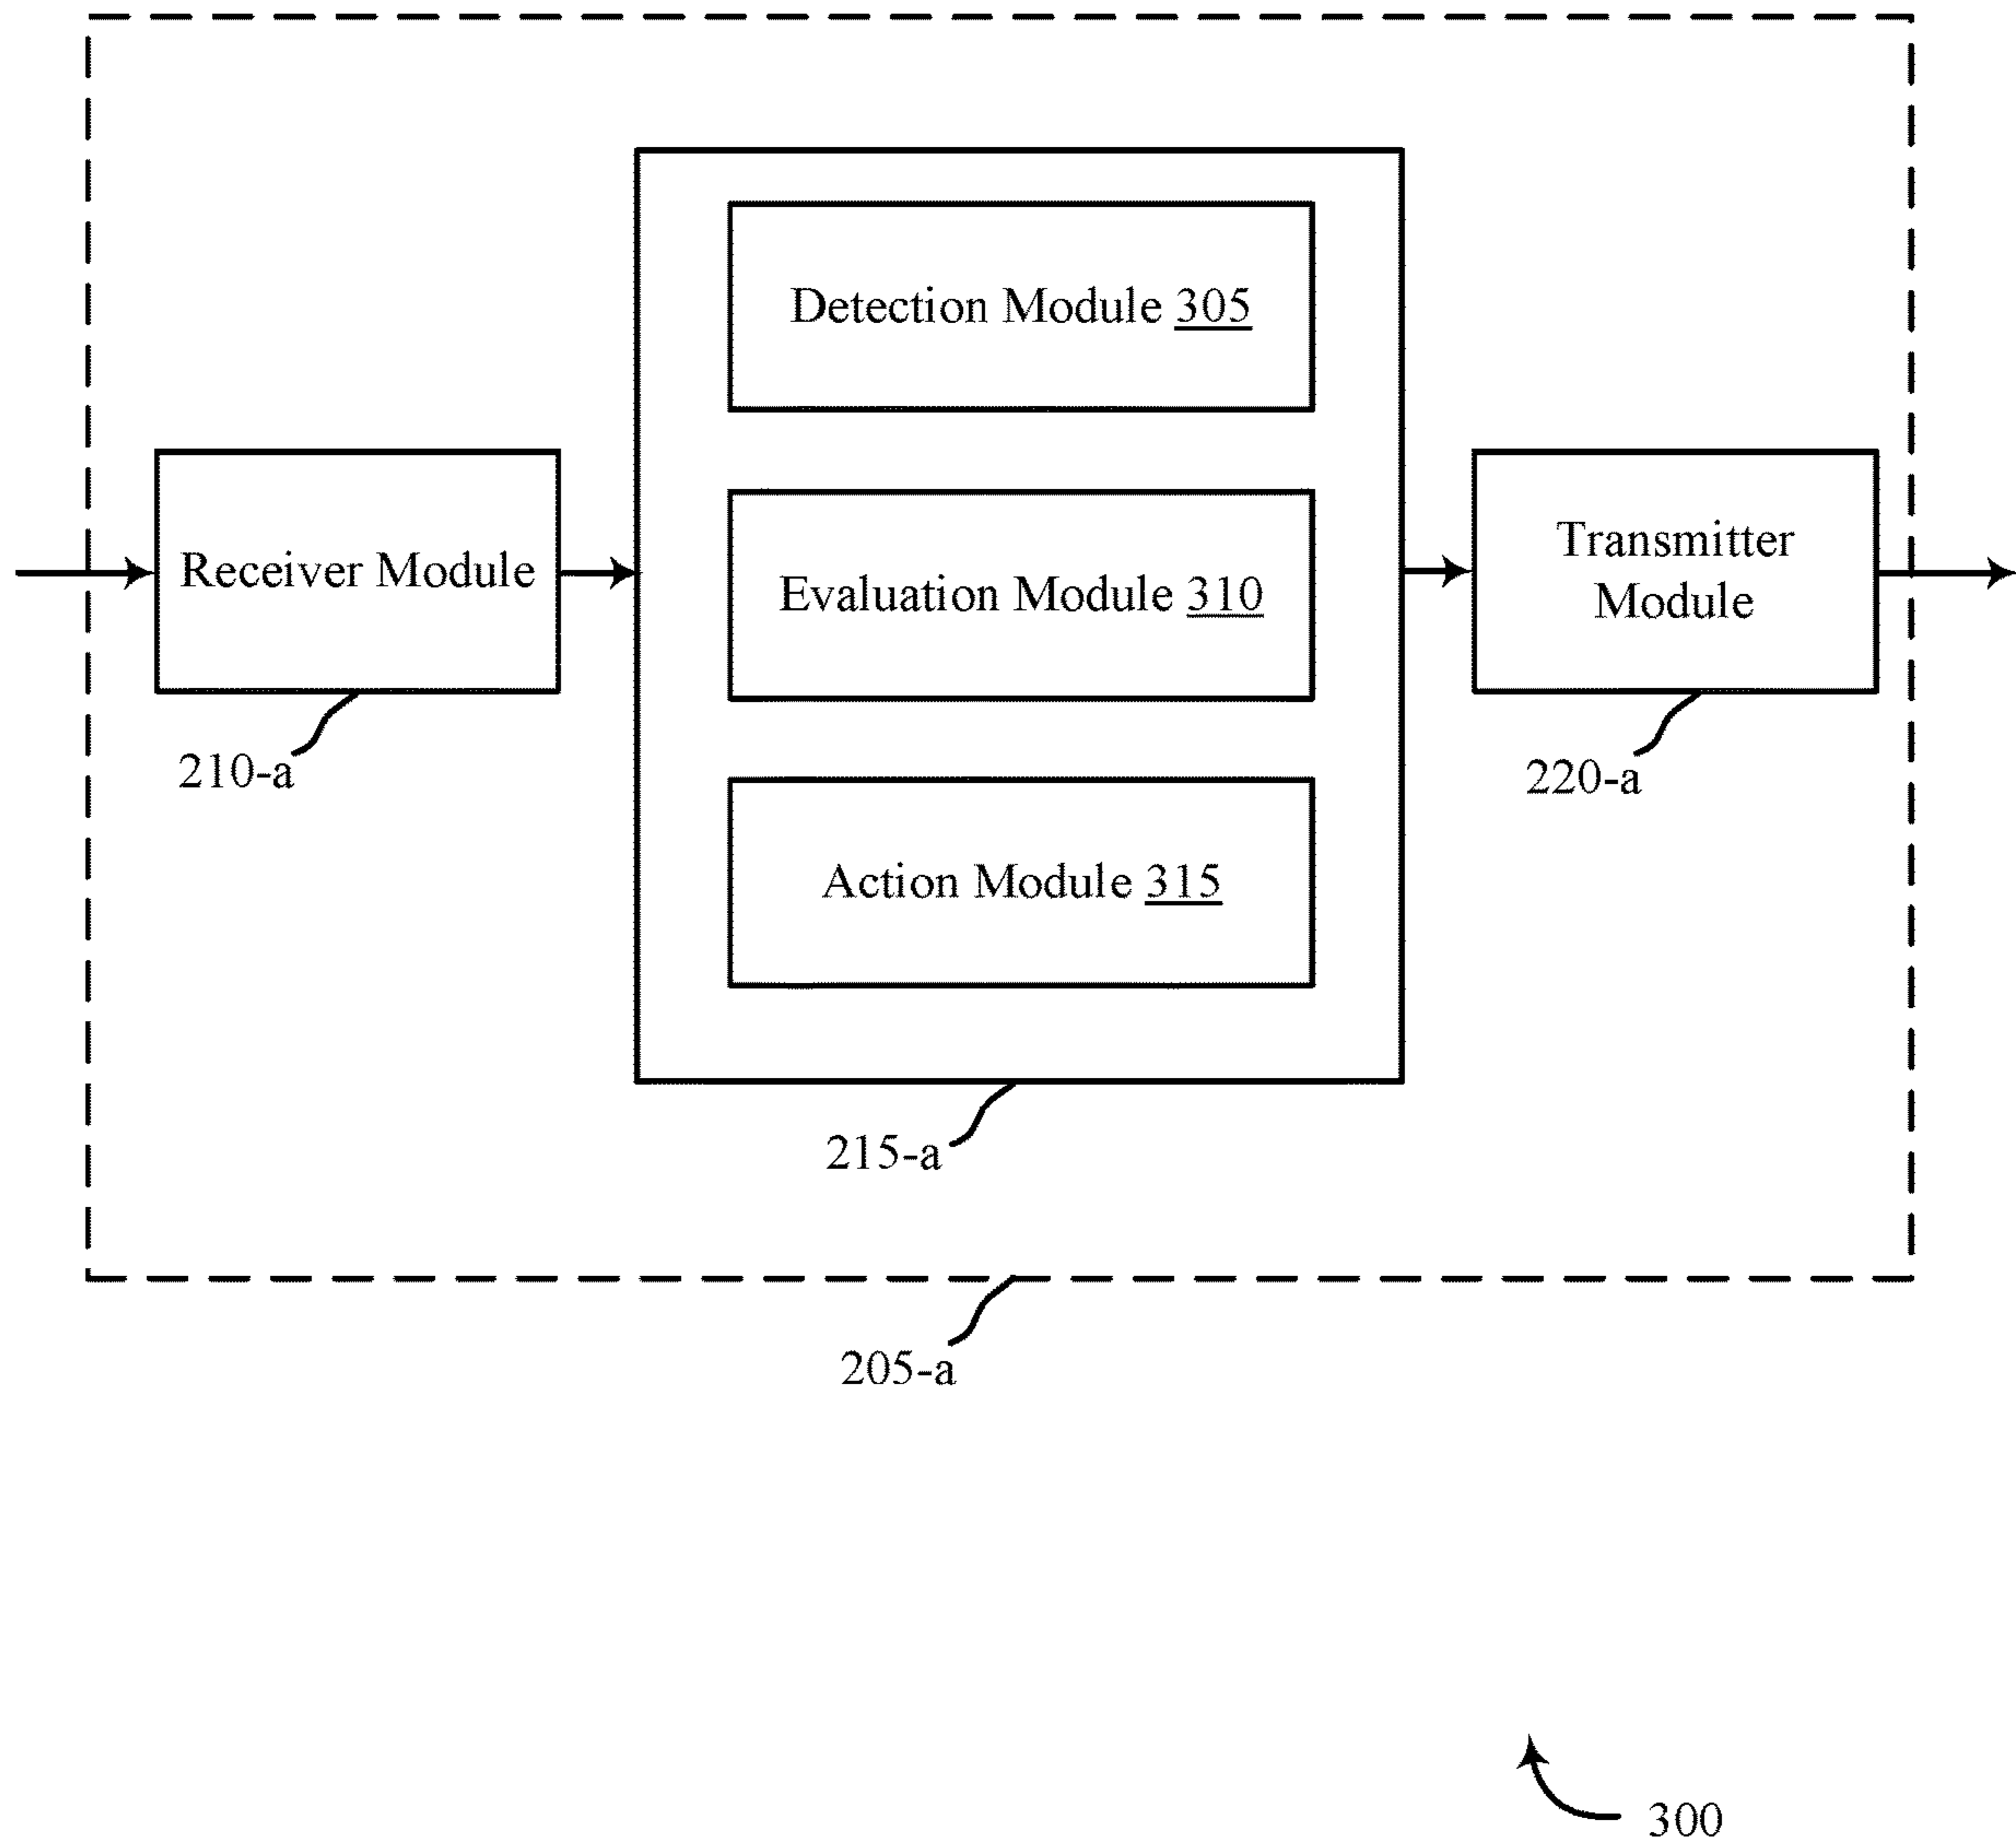 Detection Module 305
Receiver Module
Evaluation Module 310
Transmitter
Module
210-a
220-a
Action Module 315
215-a
205-a
300